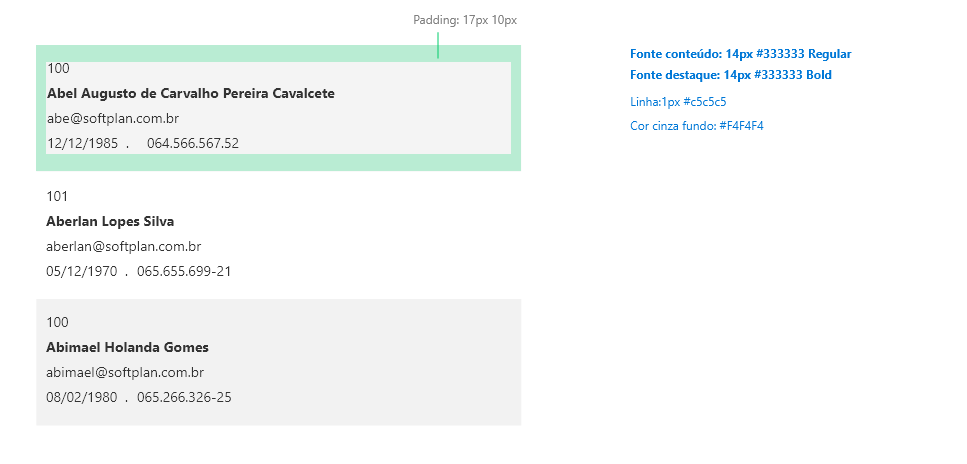 Padding: 17px 10px
100
Abel Augusto de Carvalho Pereira Cavalcete
abe@softplan.com.br
12/12/1985 . 064.566.567.52
101
Aberlan Lopes Silva
aberlan@softplan.com.br
05/12/1970 . 065.655.699-21
100
Abimael Holanda Gomes
abimael@softplan.com.br
08/02/1980 . 065.266.326-25
Fonte conteúdo: 14px #333333 Regular
Fonte destaque: 14px #333333 Bold
Linha:1px #c5c5c5
Cor cinza fundo: #F4F4F4